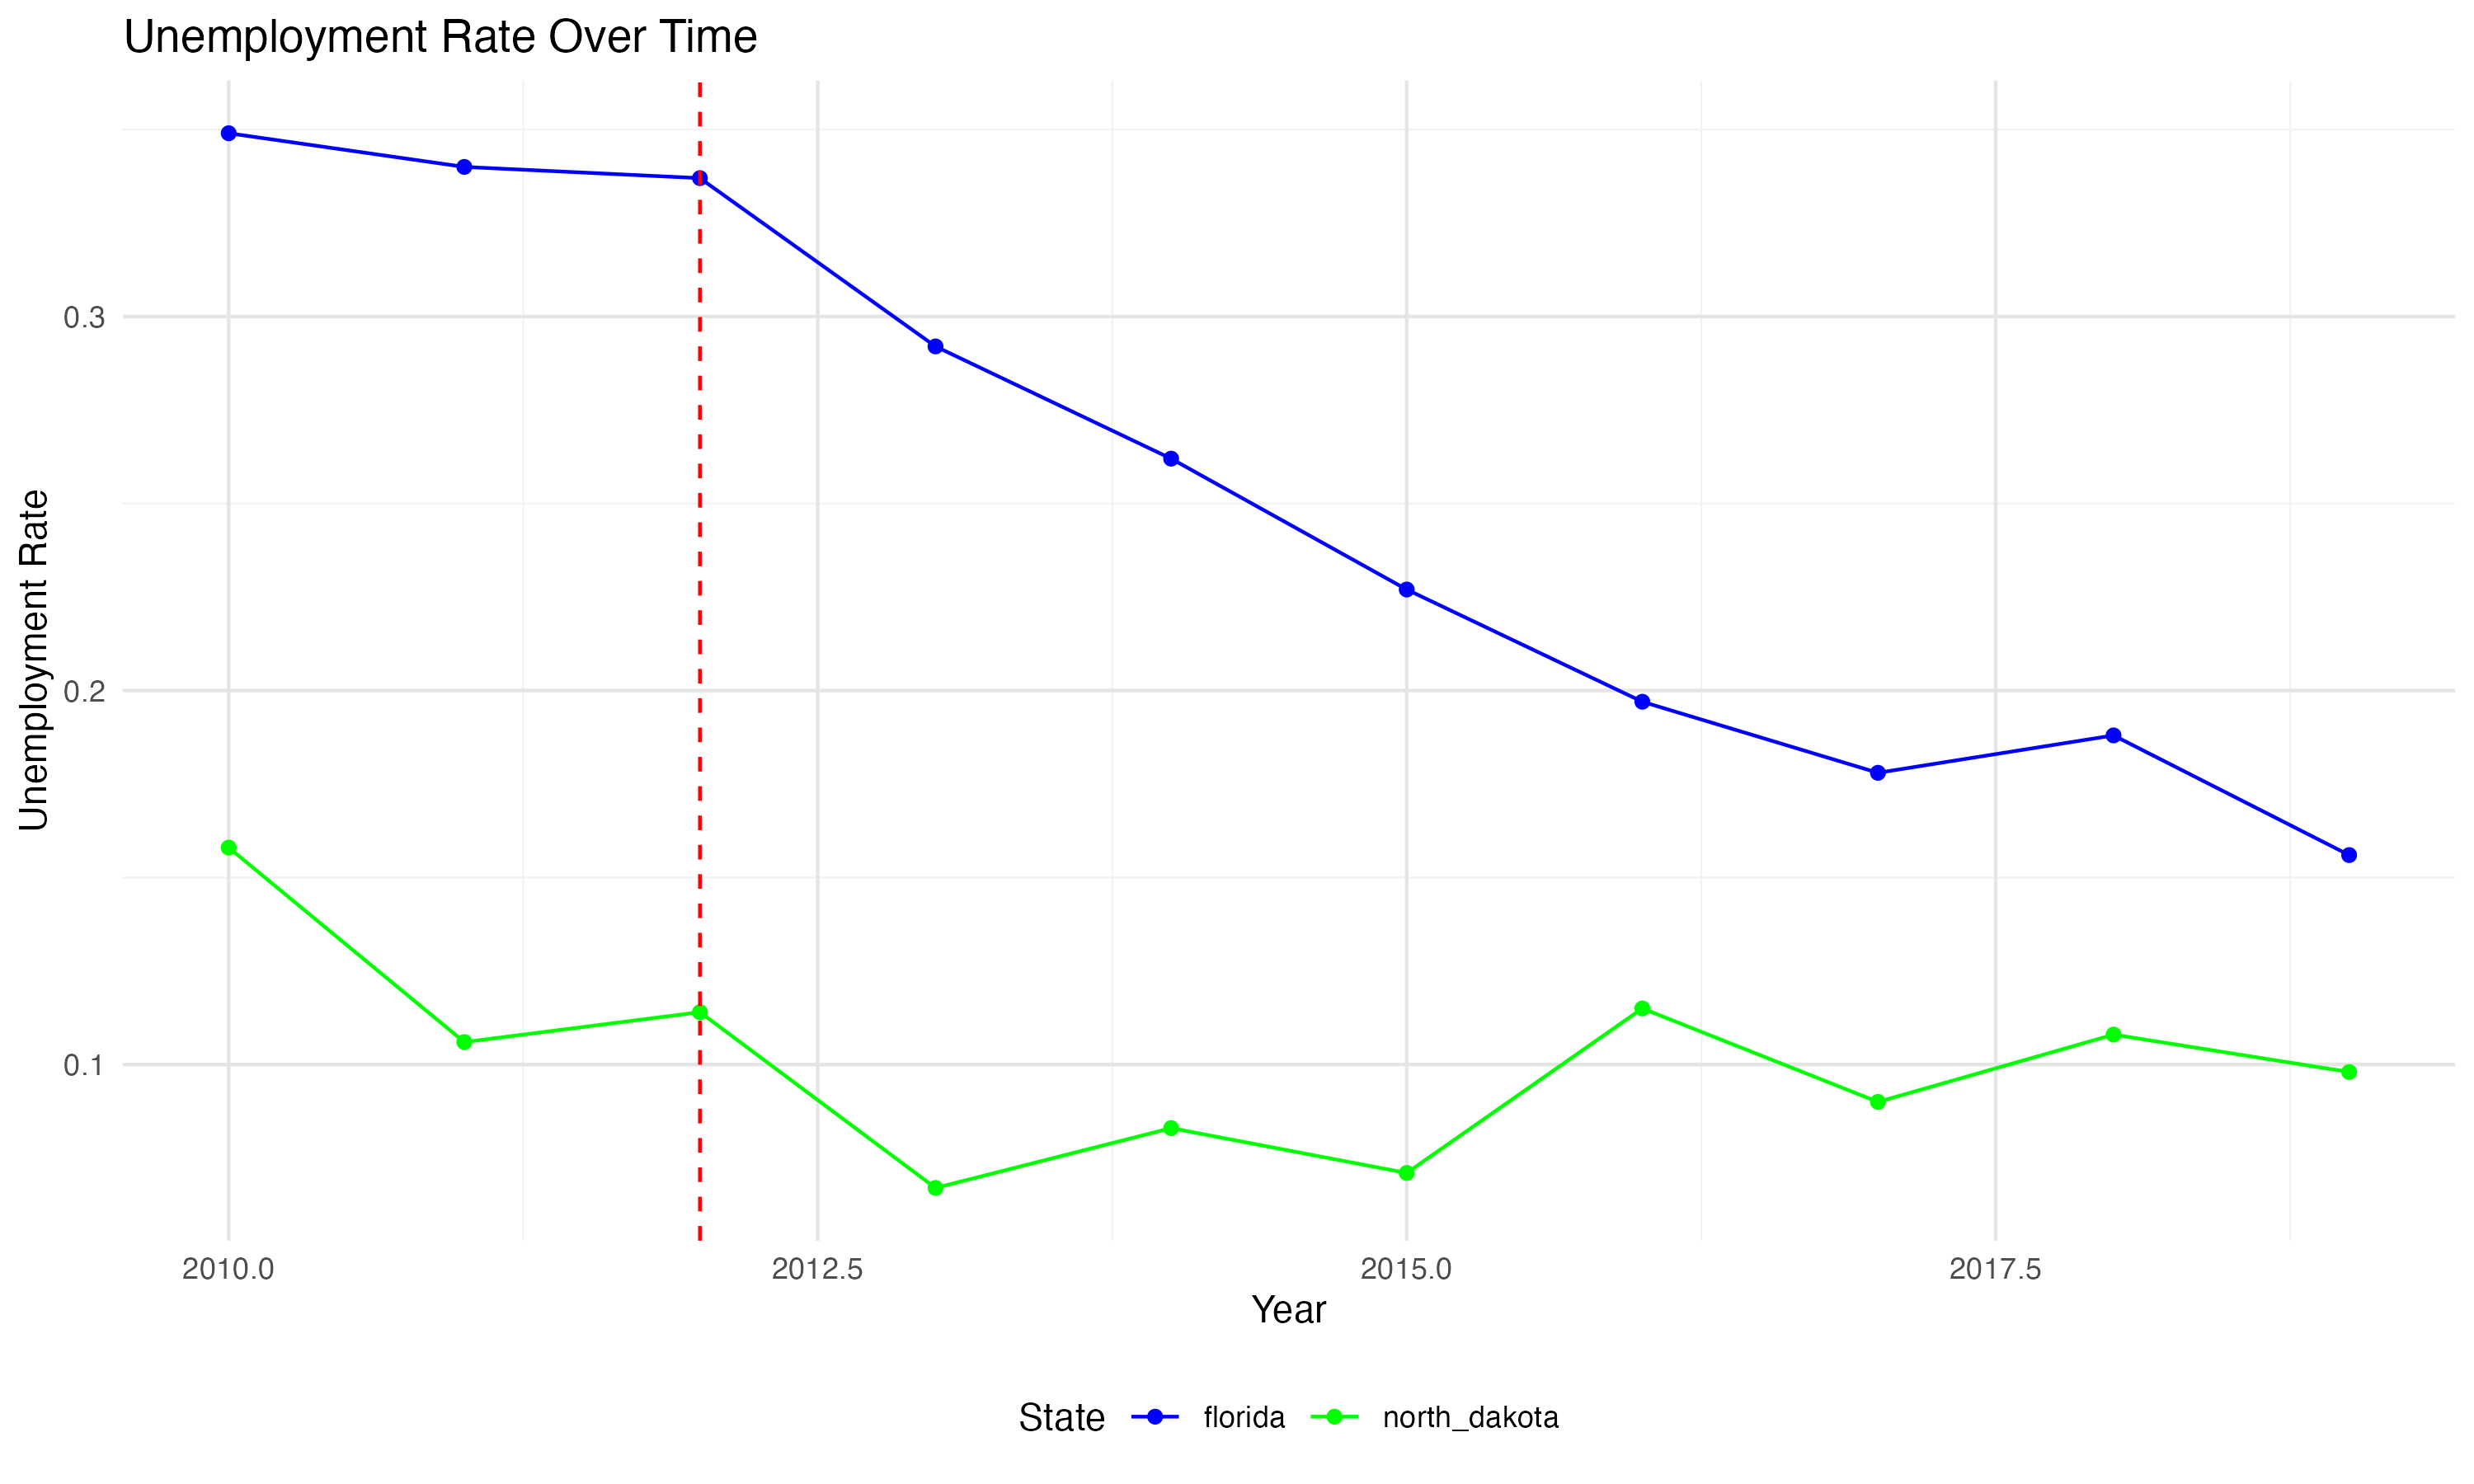 Unemployment Rate Over Time
Unemployment Rate
0.3
0.2
0.1
2010.0 2012.5 2015.0 2017.5
Year
State florida north_dakota